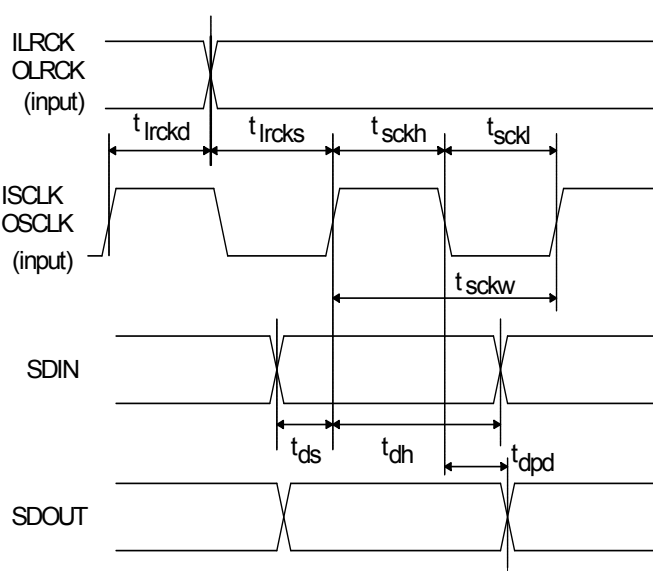 ILRCK
OLRCK
(input)
t lrckd
t lrcks
t sckh
t sckl
ISCLK
OSCLK
(input)
t sckw
SDIN
t ds
t dh
t dpd
SDOUT